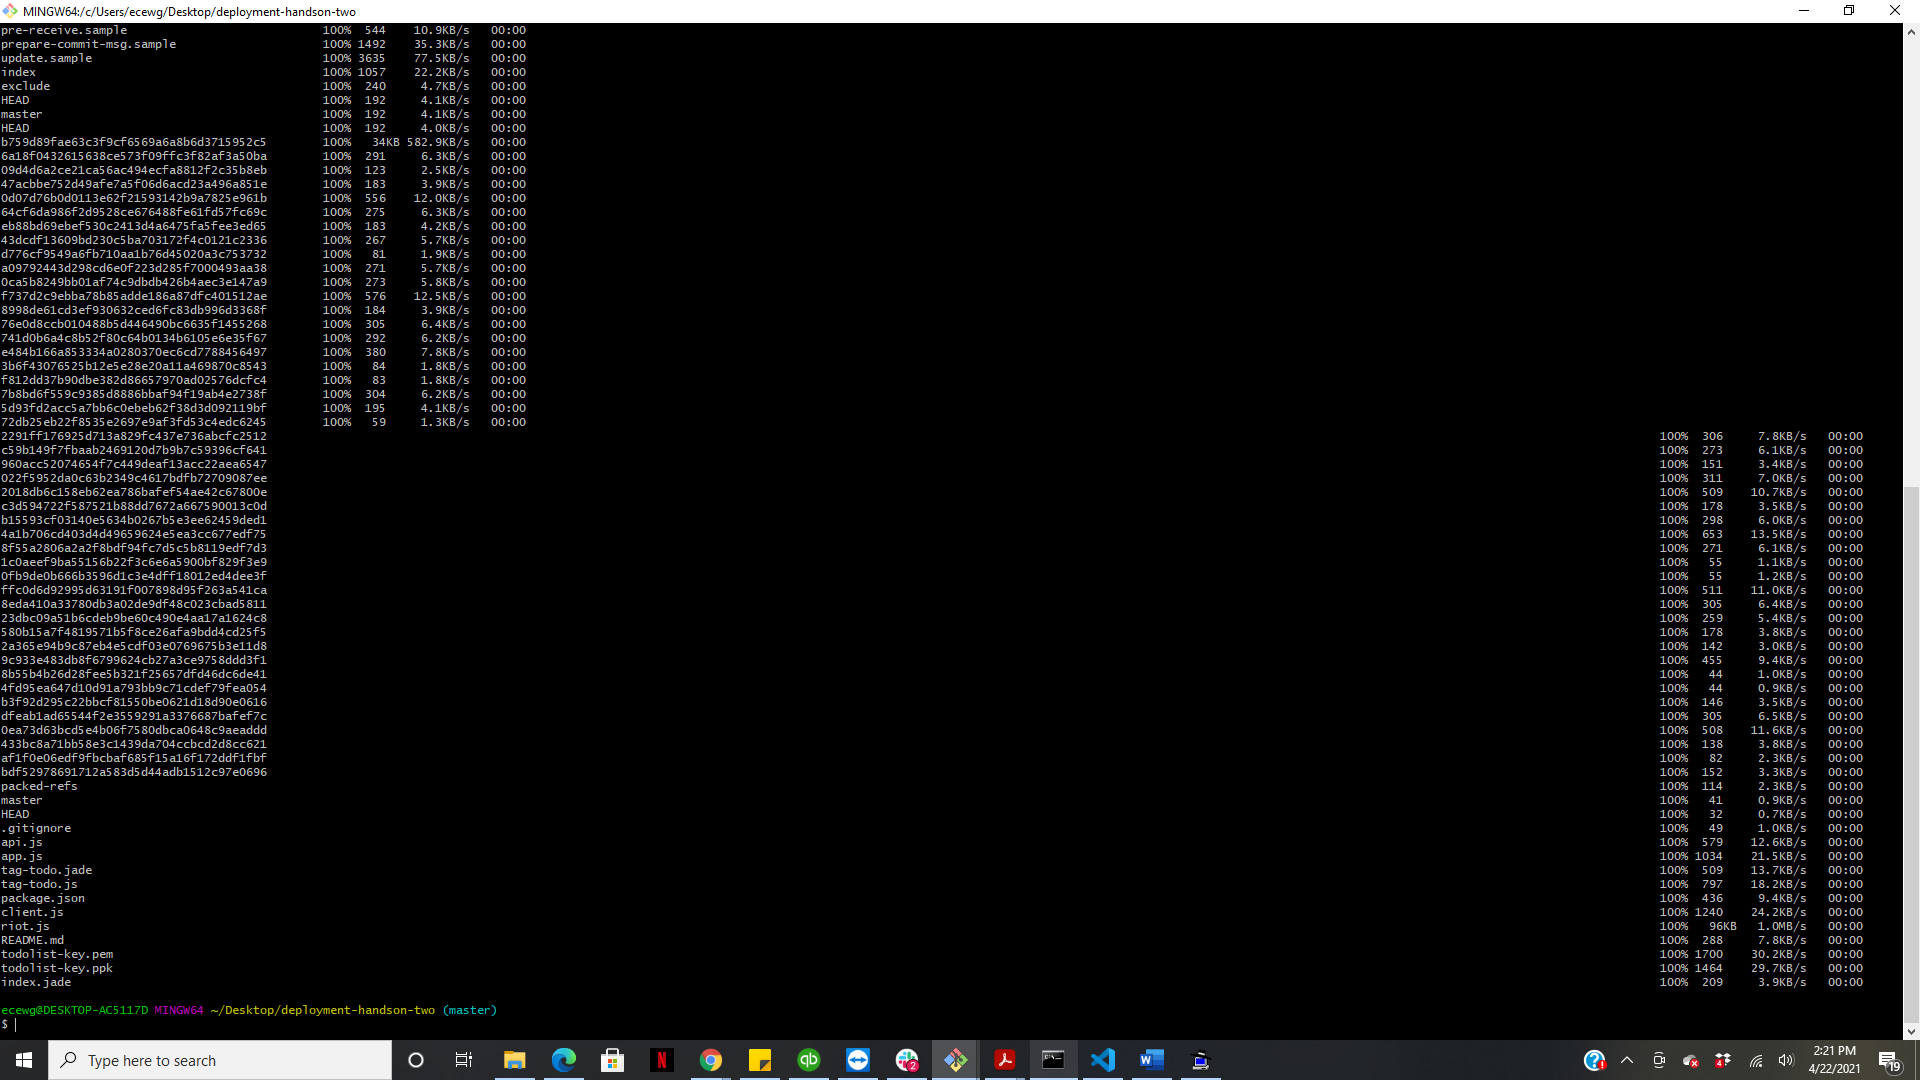 MINGW64:/c/Users/ecewg/Desktop/deployment-handson-two
pre-receive.sample 100% 544 10.9KB/s 00:00
prepare-commit-msg.sample 100% 1492 35.3KB/s 00:00
update.sample 100% 3635 77.5KB/s 00:00
index 100% 1057 22.2KB/s 00:00
exclude 100% 240 4.7KB/s 00:00
HEAD 100% 192 4.1KB/s 00:00
master 100% 192 4.1KB/s 00:00
HEAD 100% 192 4.0KB/s 00:00
b759d89fae63c3f9cf6569a6a8b6d3715952c5 100% 34KB 582.9KB/s 00:00
6a18f0432615638ce573f09ffc3f82af3a50ba 100% 291 6.3KB/s 00:00
09d4d6a2ce21ca56ac494ecfa8812f2c35b8eb 100% 123 2.5KB/s 00:00
47acbbe752d49afe7a5f06d6acd23a496a851e 100% 183 3.9KB/s 00:00
0d07d76b0d0113e62f21593142b9a7825e961b 100% 556 12.0KB/s 00:00
64cf6da986f2d9528ce676488fe61fd57fc69c 100% 275 6.3KB/s 00:00
eb88bd69ebef530c2413d4a6475fa5fee3ed65 100% 183 4.2KB/s 00:00
43dcdf13609bd230c5ba703172f4c0121c2336 100% 267 5.7KB/s 00:00
d776cf9549a6fb710aa1b76d45020a3c753732 100% 81 1.9KB/s 00:00
a09792443d298cd6e0f223d285f7000493aa38 100% 271 5.7KB/s 00:00
0ca5b8249bb01af74c9dbdb426b4aec3e147a9 100% 273 5.8KB/s 00:00
f737d2c9ebba78b85adde186a87dfc401512ae 100% 576 12.5KB/s 00:00
8998de61cd3ef930632ced6fc83db996d3368f 100% 184 3.9KB/s 00:00
76e0d8ccb010488b5d446490bc6635f1455268 100% 305 6.4KB/s 00:00
741d0b6a4c8b52f80c64b0134b6105e6e35f67 100% 292 6.2KB/s 00:00
e484b166a853334a0280370ec6cd7788456497 100% 380 7.8KB/s 00:00
3b6f43076525b12e5e28e20a11a469870c8543 100% 84 1.8KB/s 00:00
f812dd37b90dbe382d86657970ad02576dcfc4 100% 83 1.8KB/s 00:00
7b8bd6f559c9385d8886bbaf94f19ab4e2738f 100% 304 6.2KB/s 00:00
5d93fd2acc5a7bb6c0ebeb62f38d3d092119bf 100% 195 4.1KB/s 00:00
72db25eb22f8535e2697e9af3fd53c4edc6245 100% 59 1.3KB/s 00:00
2291ff176925d713a829fc437e736abcfc2512 100% 306 7.8KB/s 00:00
c59b149f7fbaab2469120d7b9b7c59396cf641 100% 273 6.1KB/s 00:00
960acc52074654f7c449deaf13acc22aea6547 100% 151 3.4KB/s 00:00
022f5952da0c63b2349c4617bdfb72709087ee 100% 311 7.0KB/s 00:00
2018db6c158eb62ea786bafef54ae42c67800e 100% 509 10.7KB/s 00:00
c3d594722f587521b88dd7672a667590013c0d 100% 178 3.5KB/s 00:00
b15593cf03140e5634b0267b5e3ee62459ded1 100% 298 6.0KB/s 00:00
4a1b706cd403d4d49659624e5ea3cc677edf75 100% 653 13.5KB/s 00:00
8f55a2806a2a2f8bdf94fc7d5c5b8119edf7d3 100% 271 6.1KB/s 00:00
1c0aeef9ba55156b22f3c6e6a5900bf829f3e9 100% 55 1.1KB/s 00:00
0fb9de0b666b3596d1c3e4dff18012ed4dee3f 100% 55 1.2KB/s 00:00
ffc0d6d92995d63191f007898d95f263a541ca 100% 511 11.0KB/s 00:00
8eda410a33780db3a02de9df48c023cbad5811 100% 305 6.4KB/s 00:00
23dbc09a51b6cdeb9be60c490e4aa17a1624c8 100% 259 5.4KB/s 00:00
580b15a7f4819571b5f8ce26afa9bdd4cd25f5 100% 178 3.8KB/s 00:00
2a365e94b9c87eb4e5cdf03e0769675b3e11d8 100% 142 3.0KB/s 00:00
9c933e483db8f6799624cb27a3ce9758ddd3f1 100% 455 9.4KB/s 00:00
8b55b4b26d28fee5b321f25657dfd46dc6de41 100% 44 1.0KB/s 00:00
4fd95ea647d10d91a793bb9c71cdef79fea054 100% 44 0.9KB/s 00:00
b3f92d295c22bbcf81550be0621d18d90e0616 100% 146 3.5KB/s 00:00
dfeab1ad65544f2e3559291a3376687bafef7c 100% 305 6.5KB/s 00:00
0ea73d63bcd5e4b06f7580dbca0648c9aeaddd 100% 508 11.6KB/s 00:00
433bc8a71bb58e3c1439da704ccbcd2d8cc621 100% 138 3.8KB/s 00:00
af1f0e06edf9fbcbaf685f15a16f172ddf1fbf 100% 82 2.3KB/s 00:00
bdf52978691712a583d5d44adb1512c97e0696 100% 152 3.3KB/s 00:00
packed-refs 100% 114 2.3KB/s 00:00
master 100% 41 0.9KB/s 00:00
HEAD 100% 32 0.7KB/s 00:00
.gitignore 100% 49 1.0KB/s 00:00
api.js 100% 579 12.6KB/s 00:00
app.js 100% 1034 21.5KB/s 00:00
tag-todo.jade 100% 509 13.7KB/s 00:00
tag-todo.js 100% 797 18.2KB/s 00:00
package.json 100% 436 9.4KB/s 00:00
client.js 100% 1240 24.2KB/s 00:00
riot.js 100% 96KB 1.0MB/s 00:00
README.md 100% 288 7.8KB/s 00:00
todolist-key.pem 100% 1700 30.2KB/s 00:00
todolist-key.ppk 100% 1464 29.7KB/s 00:00
index.jade 100% 209 3.9KB/s 00:00
ecewg@DESKTOP-AC5117D MINGW64 ~/Desktop/deployment-handson-two (master)
$
Type here to search
2:21 PM
4/22/2021
19